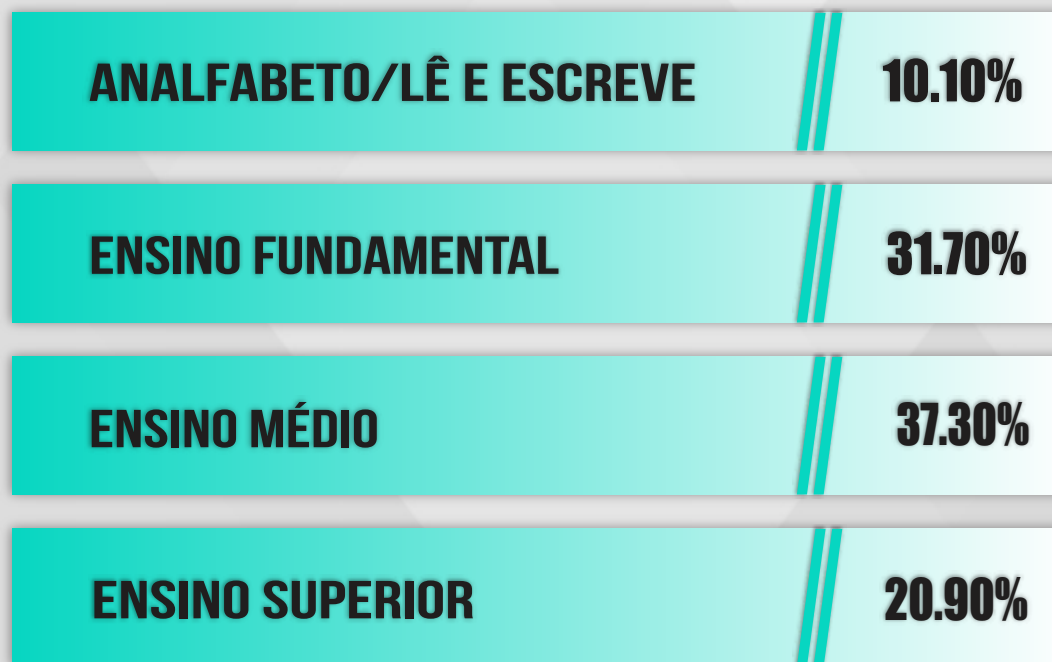 ANALFABETO/LÊ E ESCREVE 10.10%
ENSINO FUNDAMENTAL 31.70%
ENSINO MÉDIO 37.30%
ENSINO SUPERIOR 20.90%